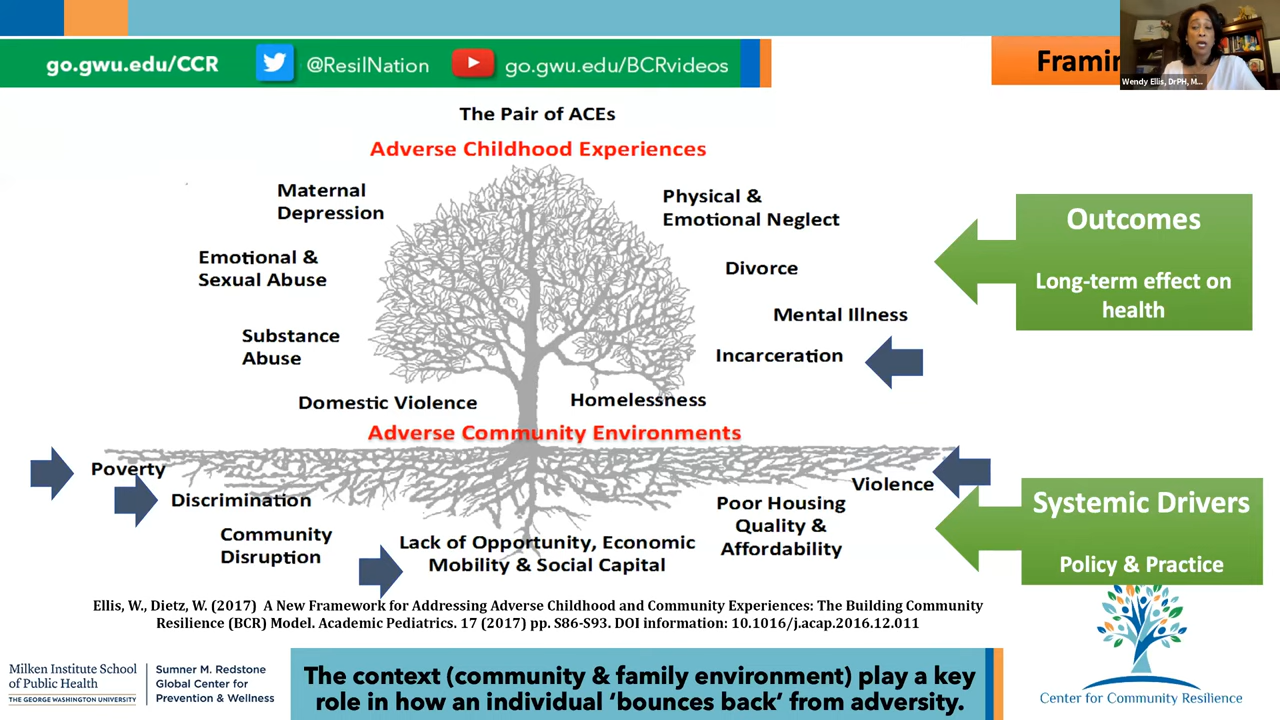 go.gwu.edu/CCR
@ResilNation
go.gwu.edu/BCRvideos
Wendy Ellis, DrPH, M...
The Pair of ACEs
Adverse Childhood Experiences
Maternal
Depression
Physical &
Emotional Neglect
Emotional &
Sexual Abuse
Divorce
Substance
Abuse
Mental Illness
Incarceration
Domestic Violence
Homelessness
Outcomes
Long-term effect on
health
Adverse Community Environments
Poverty
Discrimination
Community
Disruption
Lack of Opportunity, Economic
Mobility & Social Capital
Poor Housing
Quality &
Affordability
Violence
Systemic Drivers
Policy & Practice
Ellis, W., Dietz, W. (2017) A New Framework for Addressing Adverse Childhood and Community Experiences: The Building Community
Resilience (BCR) Model. Academic Pediatrics. 17 (2017) pp. S86-S93. DOI information: 10.1016/j.acap.2016.12.011
Milken Institute School
of Public Health
THE GEORGE WASHINGTON UNIVERSITY
Sumner M. Redstone
Global Center for
Prevention & Wellness
The context (community & family environment) play a key
role in how an individual ‘bounces back’ from adversity.
Center for Community Resilience